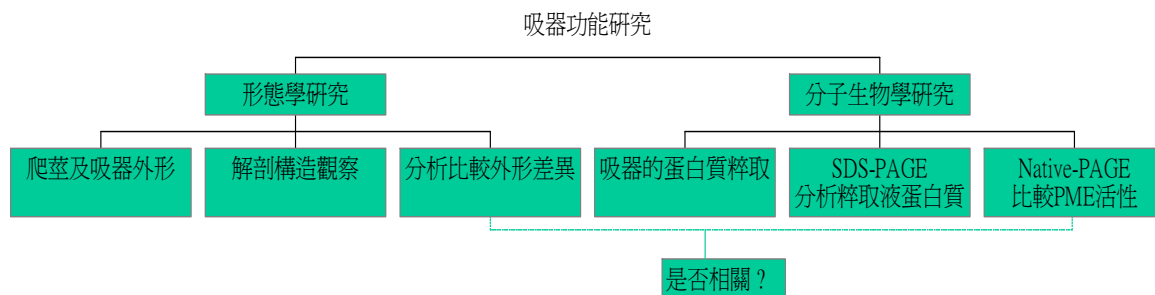 吸器功能研究
形態學研究
分子生物學研究
爬莖及吸器外形
解剖構造觀察
分析比較外形差異
吸器的蛋白質粹取
SDS-PAGE
分析粹取液蛋白質
Native-PAGE
比較PME活性
是否相關？